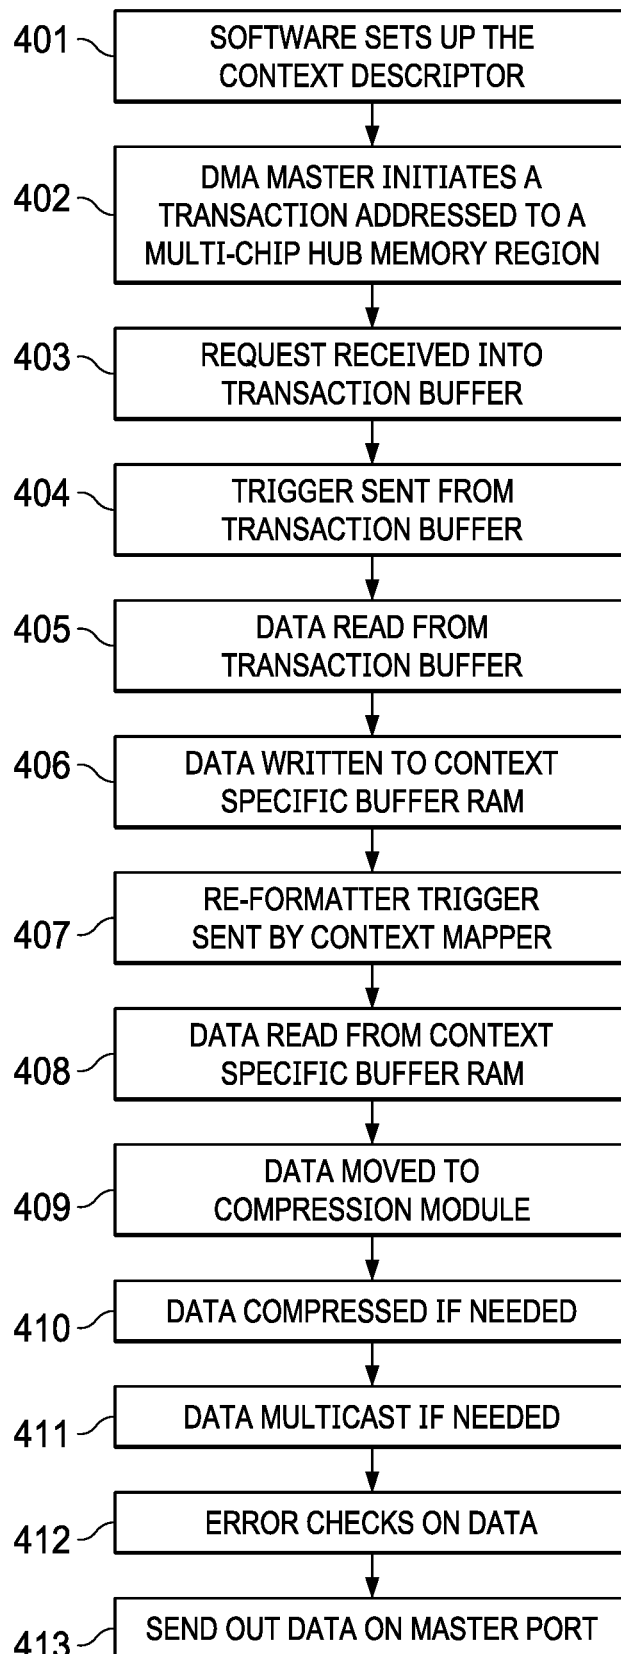 401
SOFTWARE SETS UP THE
CONTEXT DESCRIPTOR
402
DMA MASTER INITIATES A
TRANSACTION ADDRESSED TO A
MULTI-CHIP HUB MEMORY REGION
403
REQUEST RECEIVED INTO
TRANSACTION BUFFER
404
TRIGGER SENT FROM
TRANSACTION BUFFER
405
DATA READ FROM
TRANSACTION BUFFER
406
DATA WRITTEN TO CONTEXT
SPECIFIC BUFFER RAM
407
RE-FORMATTER TRIGGER
SENT BY CONTEXT MAPPER
408
DATA READ FROM CONTEXT
SPECIFIC BUFFER RAM
409
DATA MOVED TO
COMPRESSION MODULE
410
DATA COMPRESSED IF NEEDED
411
DATA MULTICAST IF NEEDED
412
ERROR CHECKS ON DATA
413
SEND OUT DATA ON MASTER PORT